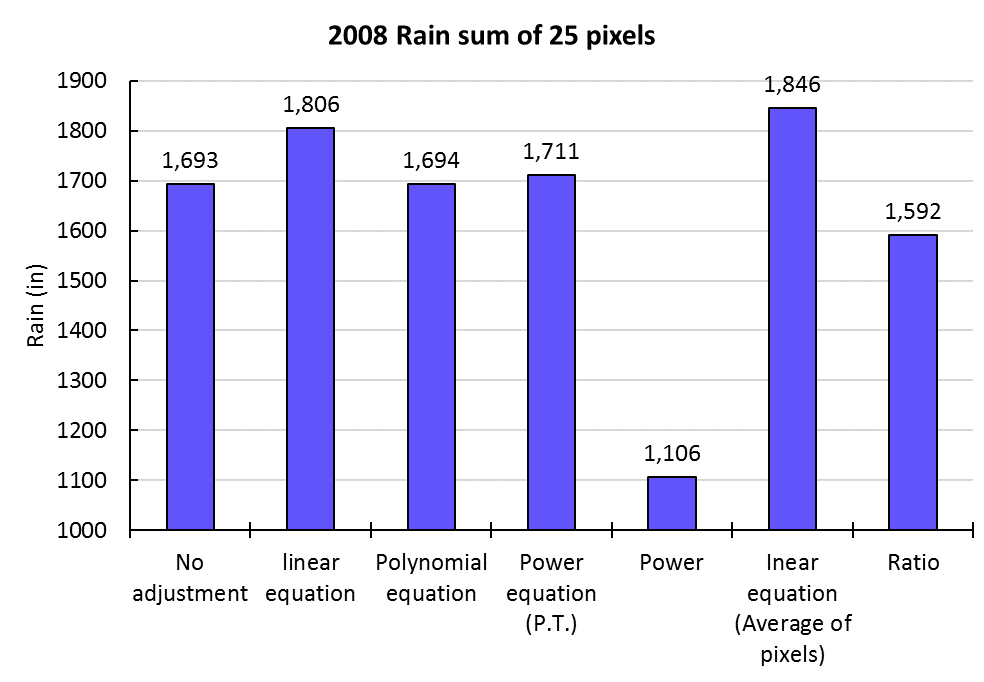 2008 Rain sum of 25 pixels
Rain (in)
1900
1800
1700
1600
1500
1400
1300
1200
1100
1000
1,693
1,806
1,694
1,711
1,106
1,846
1,592
No
adjustment
linear
equation
Polynomial
equation
Power
equation
(P.T.)
Power
Inear
equation
(Average of
pixels)
Ratio